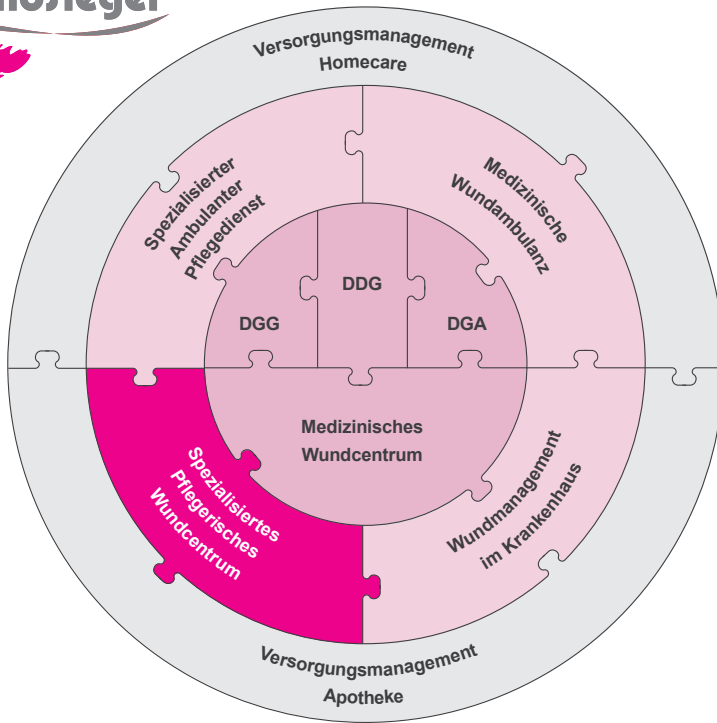 Versorgungsmanagement
Homecare
Spezialisierter
Ambulanter
Pflegedienst
Medizinische
Wundambulanz
DGG
DDG
DGA
Medizinisches
Wundcentrum
Spezialisiertes
Pflegerisches
Wundcentrum
Wundmanagement
im Krankenhaus
Versorgungsmanagement
Apotheke